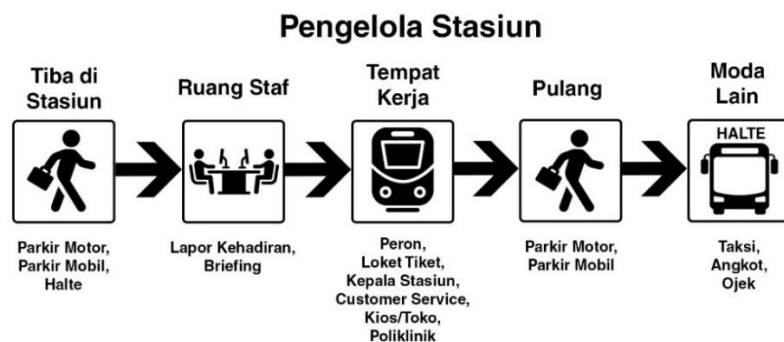 Pengelola Stasiun
Tiba di
Stasiun
Ruang Staf
Tempat
Kerja
Pulang
Moda
Lain
HALTE
Parkir Motor,
Parkir Mobil,
Halte
Lapor Kehadiran,
Briefing
Peron,
Loket Tiket,
Kepala Stasiun,
Customer Service,
Kios/Toko,
Poliklinik
Parkir Motor,
Parkir Mobil
Taksi,
Angkot,
Ojek